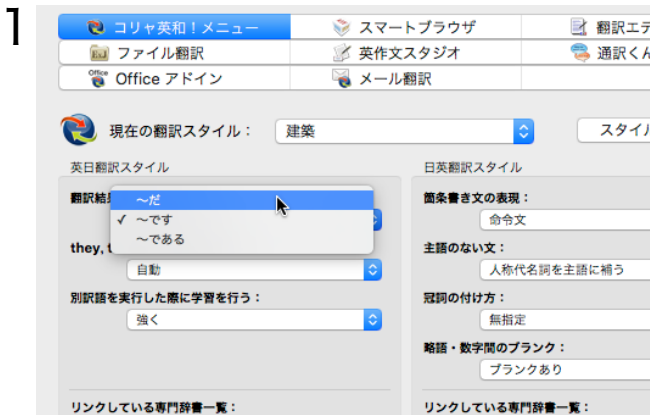 1
コリャ英和！メニュー
スマートブラウザ
翻訳エデ
ファイル翻訳
英作文スタジオ
通訳くん
Office アドイン
メール翻訳
現在の翻訳スタイル：
建築
スタイル
英日翻訳スタイル
翻訳結
～だ
✓ ～です
～である
they, t
自動
別訳語を実行した際に学習を行う：
強く
リンクしている専門辞書一覧：
日英翻訳スタイル
箇条書き文の表現：
命令文
主語のない文：
人称代名詞を主語に補う
冠詞の付け方：
無指定
略語・数字間のブランク：
ブランクあり
リンクしている専門辞書一覧：